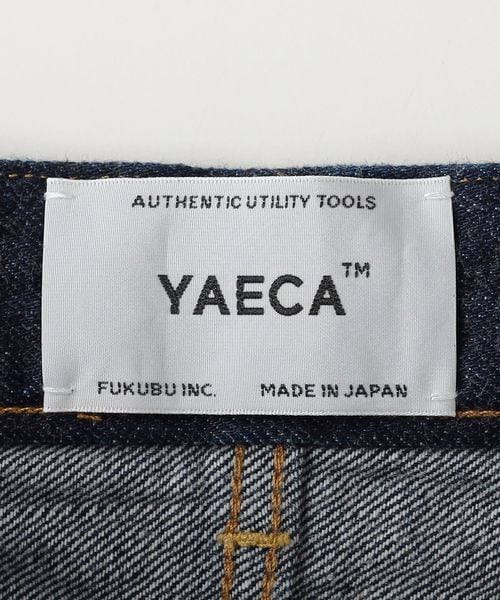 AUTHENTIC UTILITY TOOLS
YAECA™
FUKUBU INC. MADE IN JAPAN